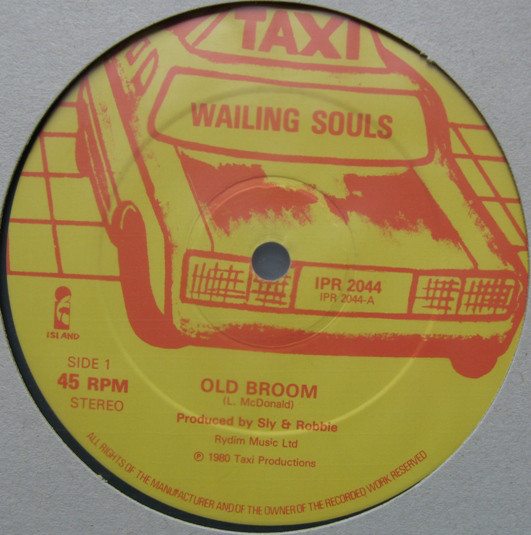 TAXI
WAILING SOULS
IPR 2044
IPR 2044-A
ISLAND
SIDE 1
45 RPM
STEREO
OLD BROOM
(L. McDonald)
Produced by Sly & Robbie
Rydim Music Ltd
℗ 1980 Taxi Productions
ALL RIGHTS OF THE MANUFACTURER AND OF THE OWNER OF THE RECORDED WORK RESERVED